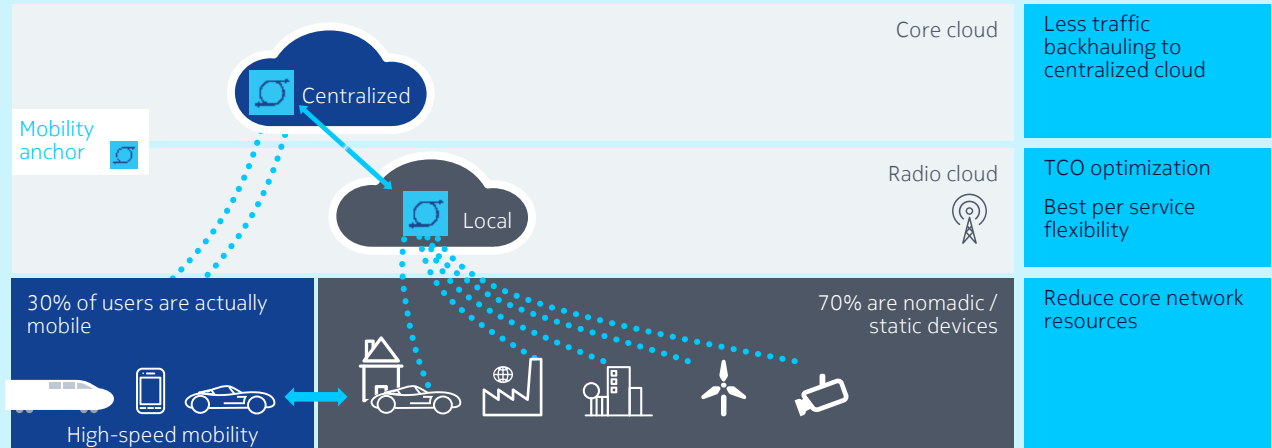 Core cloud
Centralized
Mobility
anchor
Radio cloud
Local
30% of users are actually
mobile
High-speed mobility
70% are nomadic /
static devices
Less traffic
backhauling to
centralized cloud
TCO optimization
Best per service
flexibility
Reduce core network
resources